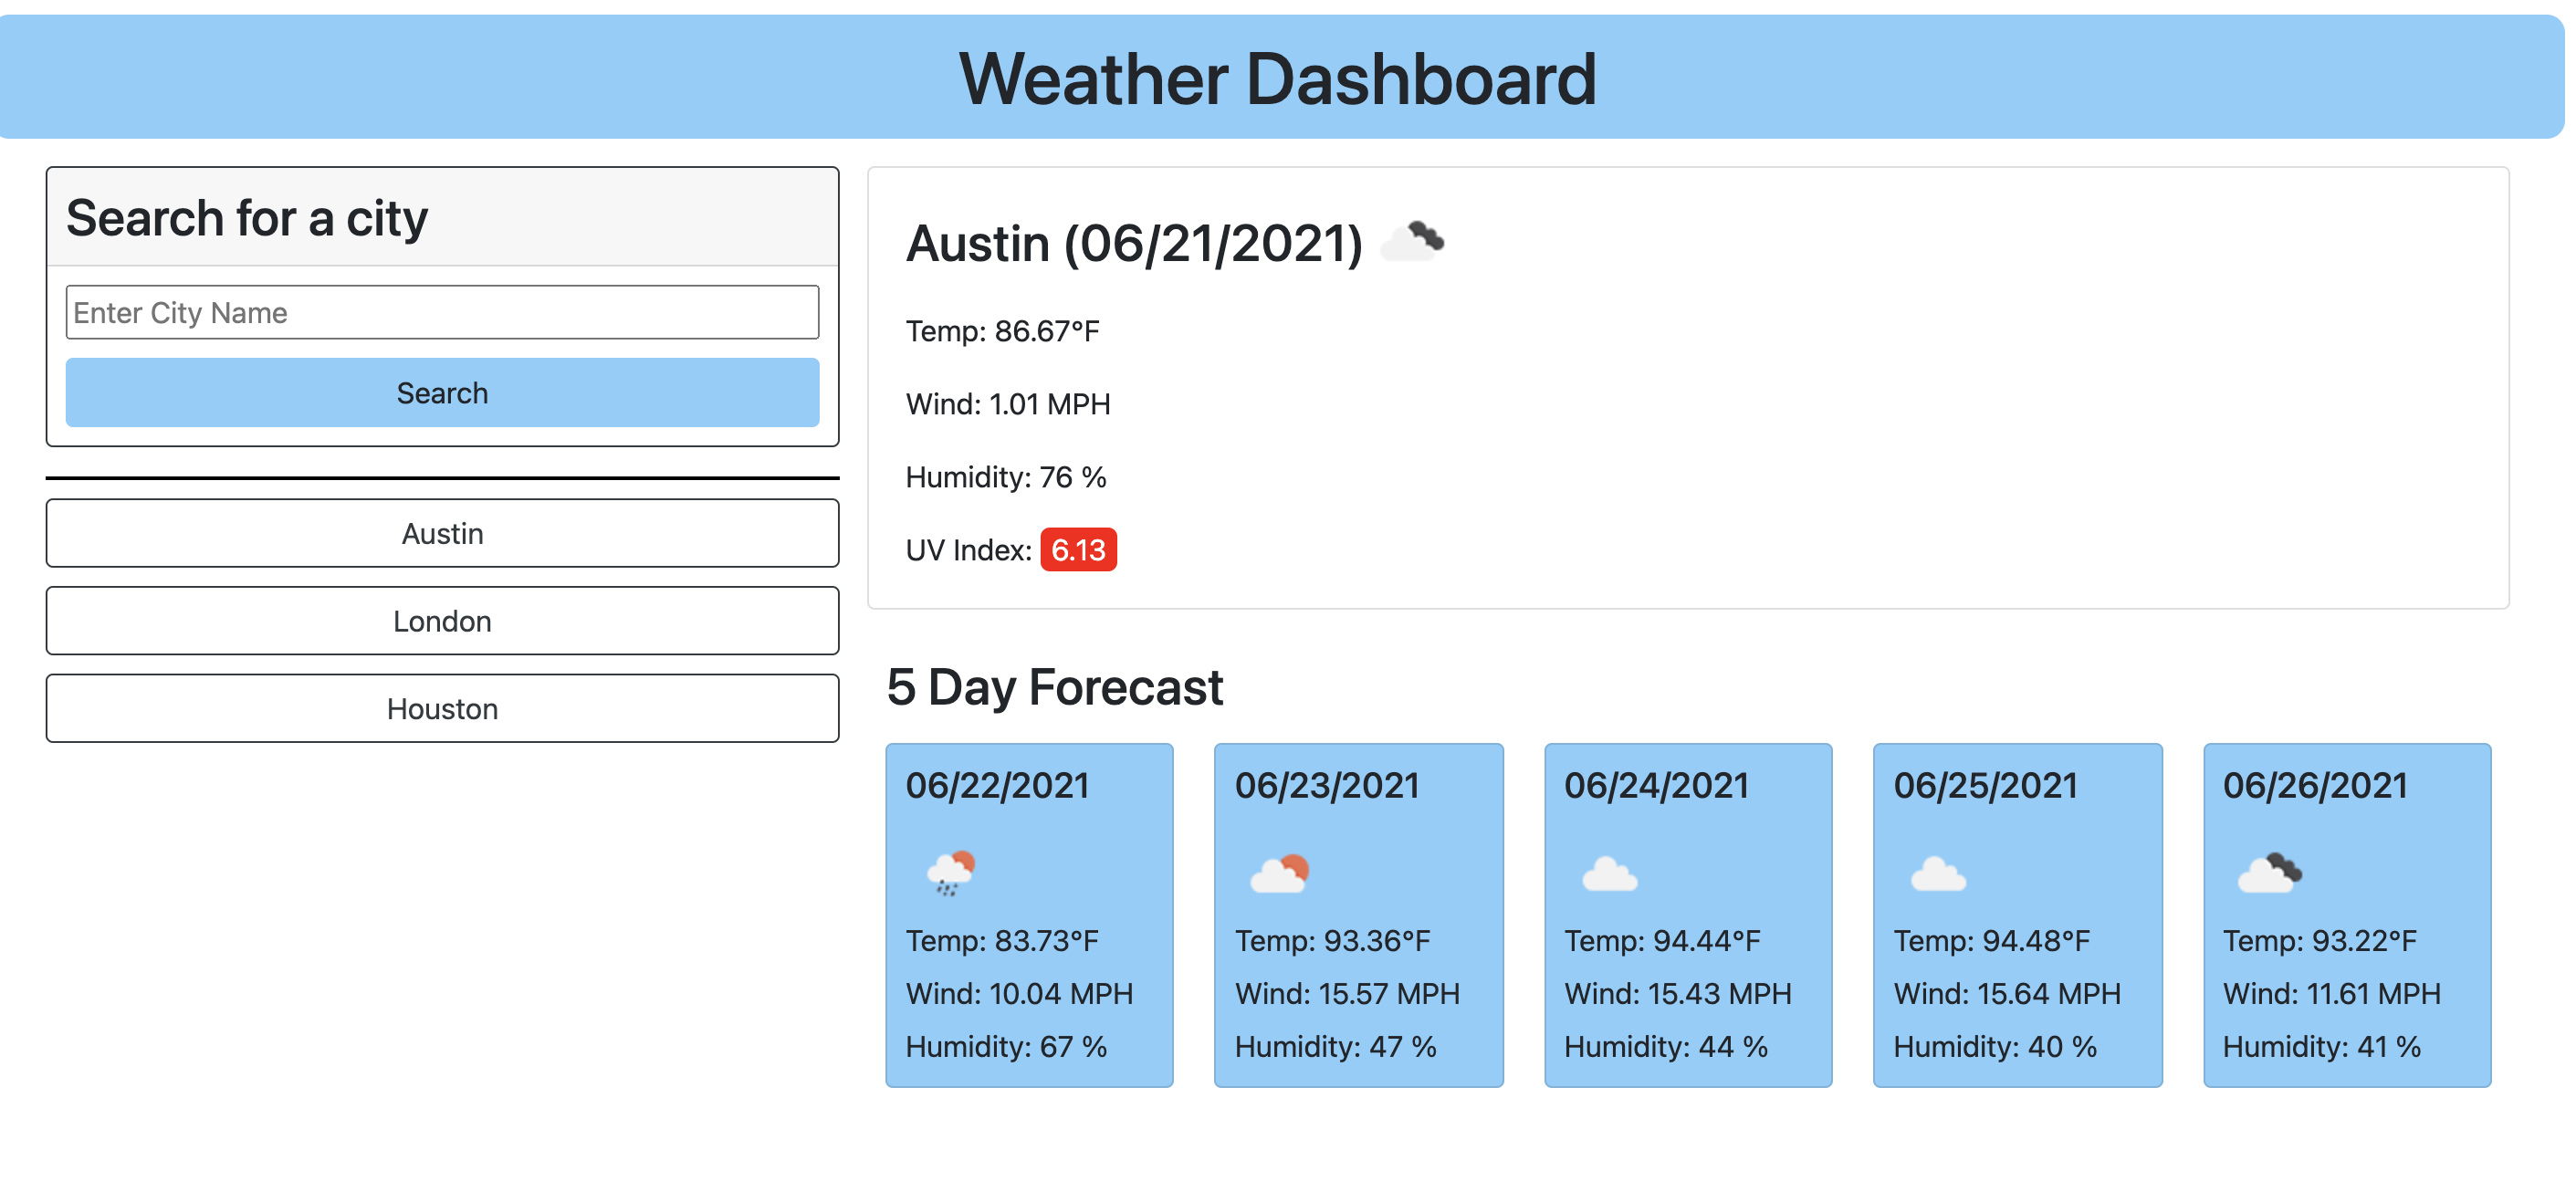 Weather Dashboard
Search for a city
Enter City Name
Search
Austin
London
Houston
Austin (06/21/2021)
Temp: 86.67°F
Wind: 1.01 MPH
Humidity: 76 %
UV Index: 6.13
5 Day Forecast
06/22/2021
Temp: 83.73°F
Wind: 10.04 MPH
Humidity: 67 %
06/23/2021
Temp: 93.36°F
Wind: 15.57 MPH
Humidity: 47 %
06/24/2021
Temp: 94.44°F
Wind: 15.43 MPH
Humidity: 44 %
06/25/2021
Temp: 94.48°F
Wind: 15.64 MPH
Humidity: 40 %
06/26/2021
Temp: 93.22°F
Wind: 11.61 MPH
Humidity: 41 %